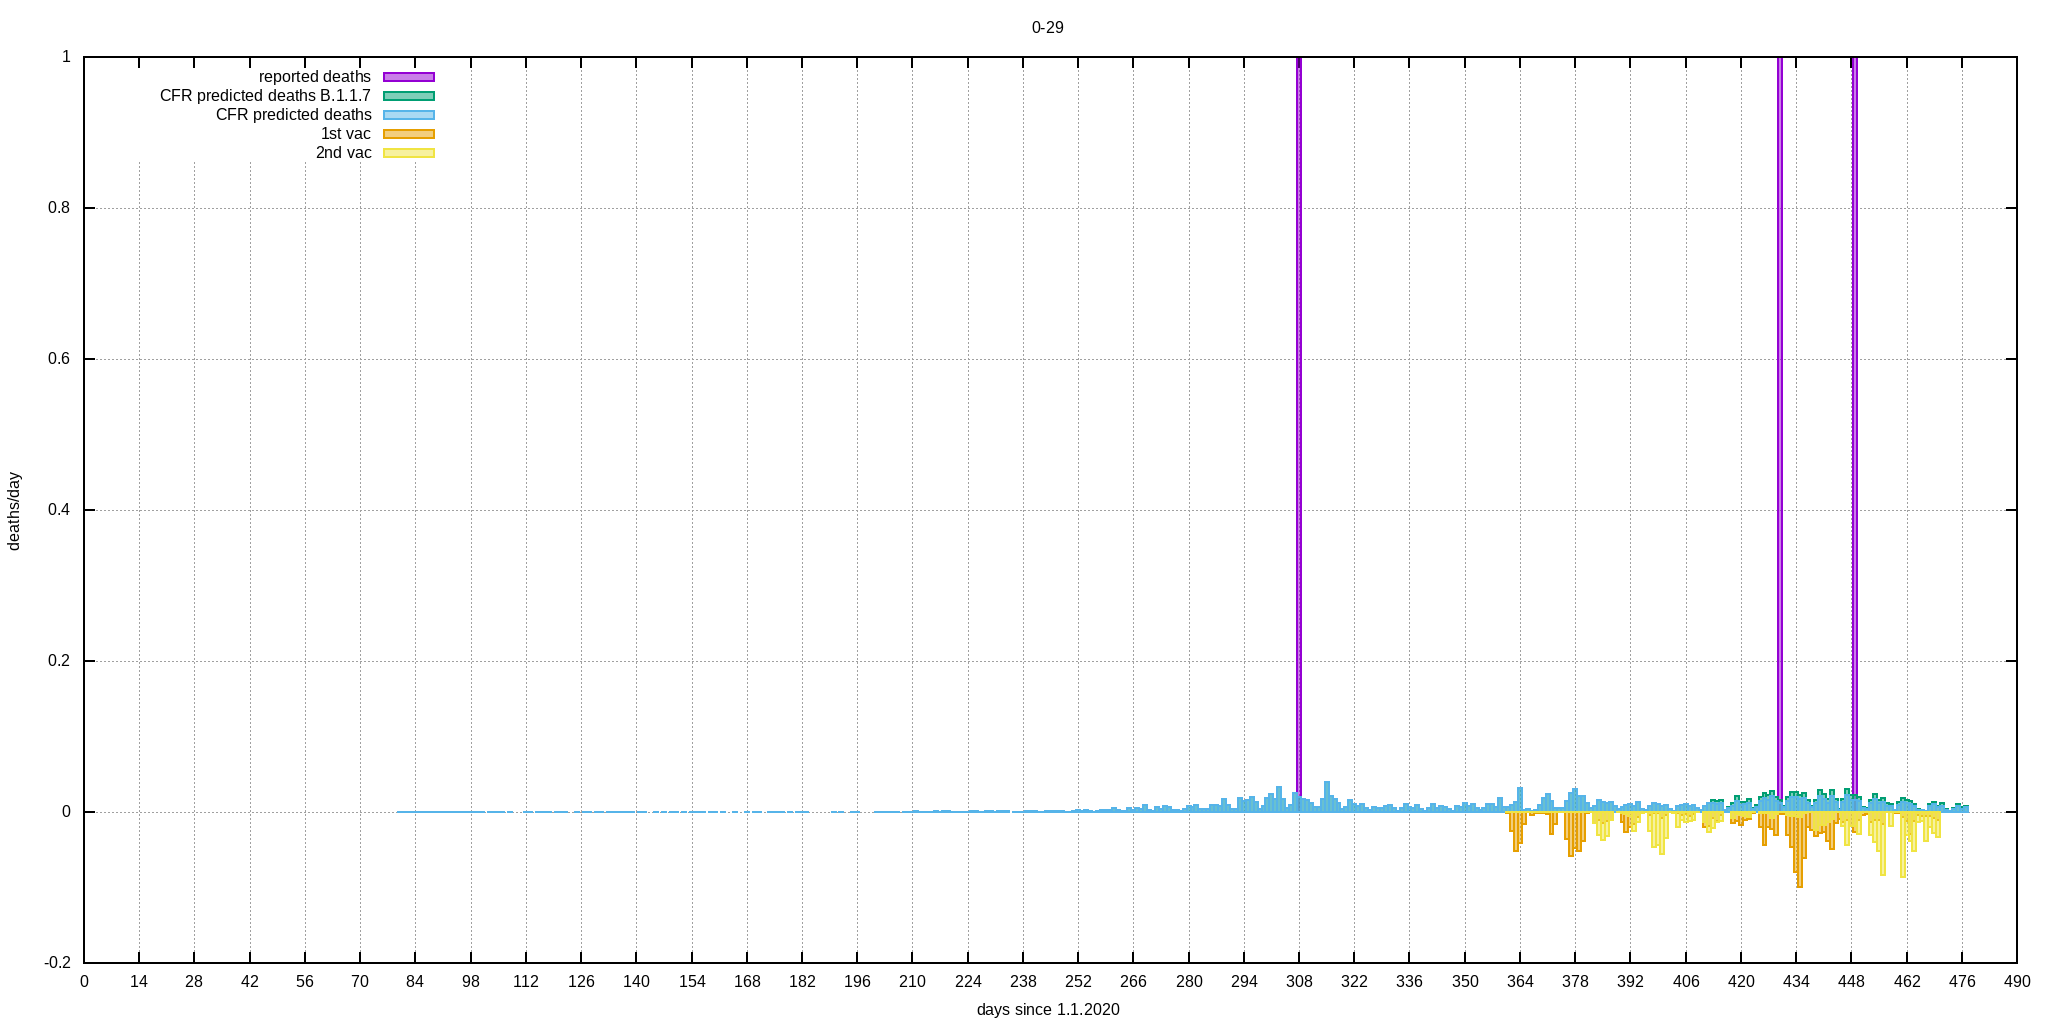 0-29
reported deaths
CFR predicted deaths B.1.1.7
CFR predicted deaths
1st vac
2nd vac
1
0.8
0.6
0.4
0.2
0
-0.2
deaths/day
0 14 28 42 56 70 84 98 112 126 140 154 168 182 196 210 224 238 252 266 280 294 308 322 336 350 364 378 392 406 420 434 448 462 476 490
days since 1.1.2020